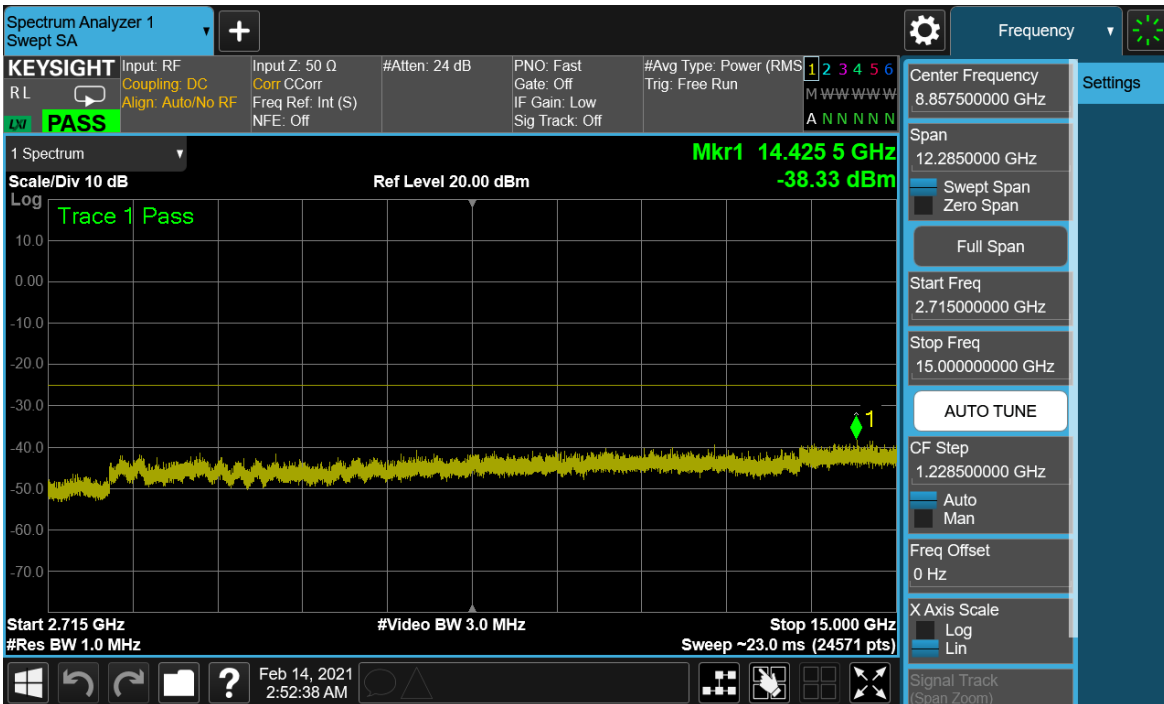 Spectrum Analyzer 1
Swept SA
Frequency
KEYSIGHT
RL
LXI
PASS
Input: RF
Coupling: DC
Align: Auto/No RF
Input Z: 50 Ω
Corr CCorr
Freq Ref: Int (S)
NFE: Off
#Atten: 24 dB
PNO: Fast
Gate: Off
IF Gain: Low
Sig Track: Off
#Avg Type: Power (RMS
Trig: Free Run
1 2 3 4 5 6
M W W W W W
A N N N N N
1 Spectrum
Mkr1 14.425 5 GHz
Scale/Div 10 dB
Ref Level 20.00 dBm
-38.33 dBm
Log
Trace 1 Pass
10.0
0.00
-10.0
-20.0
-30.0
1
-40.0
-50.0
-60.0
-70.0
Start 2.715 GHz
#Video BW 3.0 MHz
Stop 15.000 GHz
#Res BW 1.0 MHz
Sweep ~23.0 ms (24571 pts)
?
Feb 14, 2021
2:52:38 AM
Center Frequency
8.857500000 GHz
Span
12.2850000 GHz
Swept Span
Zero Span
Full Span
Start Freq
2.715000000 GHz
Stop Freq
15.000000000 GHz
AUTO TUNE
CF Step
1.228500000 GHz
Auto
Man
Freq Offset
0 Hz
X Axis Scale
Log
Lin
Signal Track
(Span Zoom)
Settings